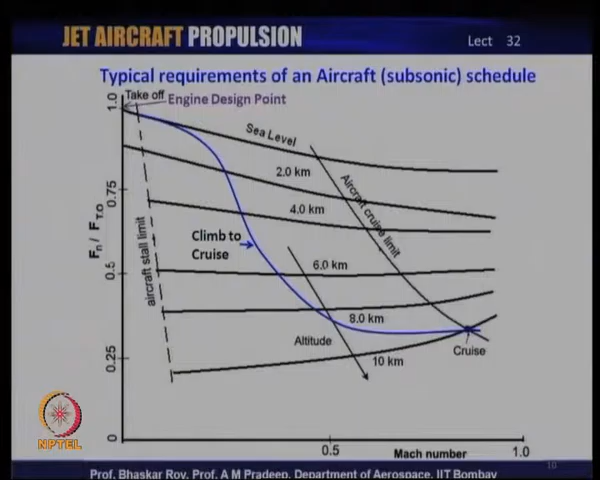 JET AIRCRAFT PROPULSION
Lect 32
Typical requirements of an Aircraft (subsonic) schedule
1.0
Take off
Engine Design Point
Sea Level
2.0 km
0.75
4.0 km
Aircraft cruise limit
Fn / FT.O
aircraft stall limit
Climb to
Cruise
6.0 km
0.5
8.0 km
Altitude
Cruise
0.25
10 km
NPTEL
0
0.5
Mach number
1.0
10
Prof. Bhaskar Roy, Prof. A M Pradeep, Department of Aerospace, IIT Bombay